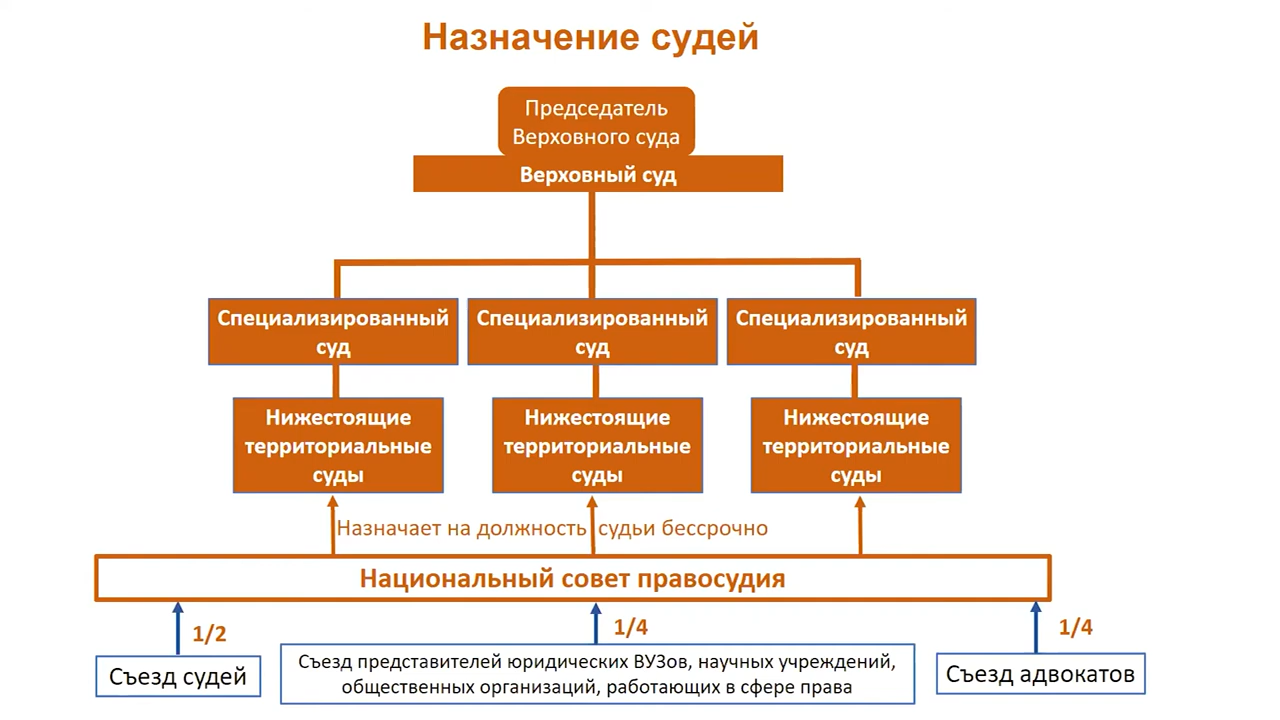 Назначение судей
Председатель
Верховного суда
Верховный суд
Специализированный
суд
Специализированный
суд
Специализированный
суд
Нижестоящие
территориальные
суды
Нижестоящие
территориальные
суды
Нижестоящие
территориальные
суды
Назначает на должность судьи бессрочно
Национальный совет правосудия
1/2
1/4
1/4
Съезд судей
Съезд представителей юридических ВУЗов, научных учреждений,
общественных организаций, работающих в сфере права
Съезд адвокатов